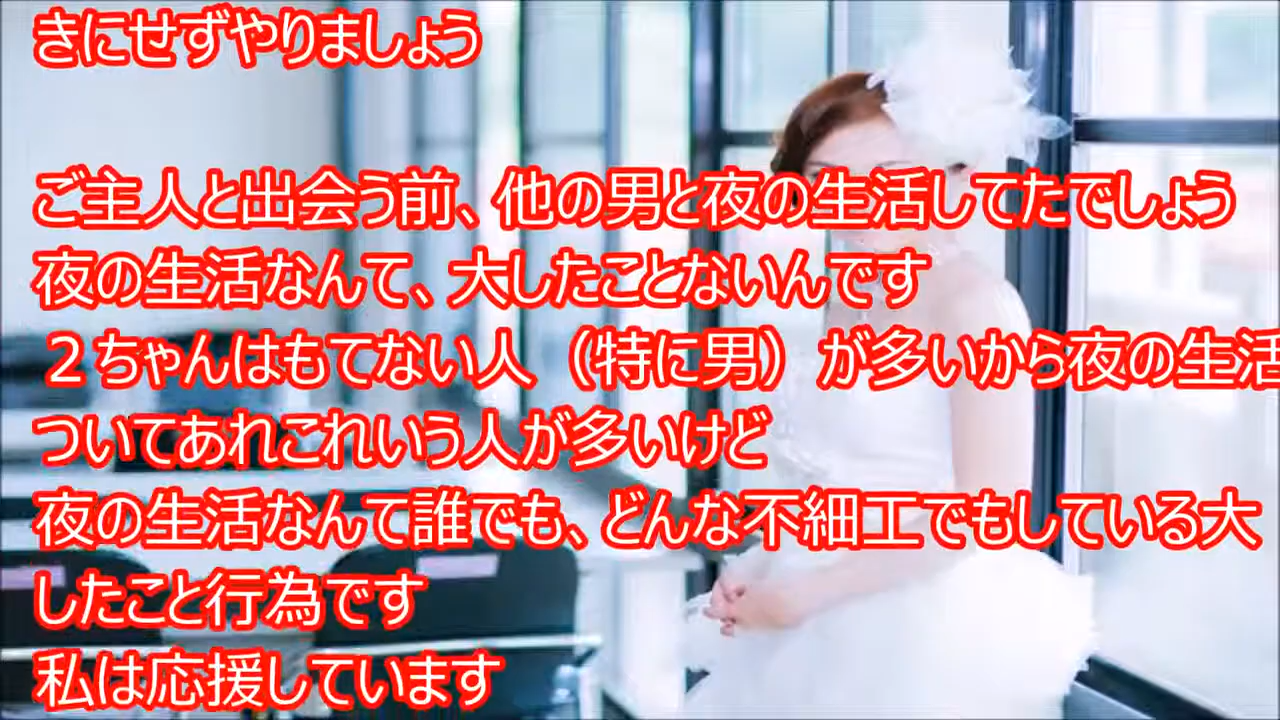 きにせずやりましょう
ご主人と出会う前、他の男と夜の生活してたでしょう
夜の生活なんて、大したことないんです
２ちゃんはもてない人（特に男）が多いから夜の生活
ついてあれこれいう人が多いけど
夜の生活なんて誰でも、どんな不細工でもしている大
したこと行為です
私は応援しています